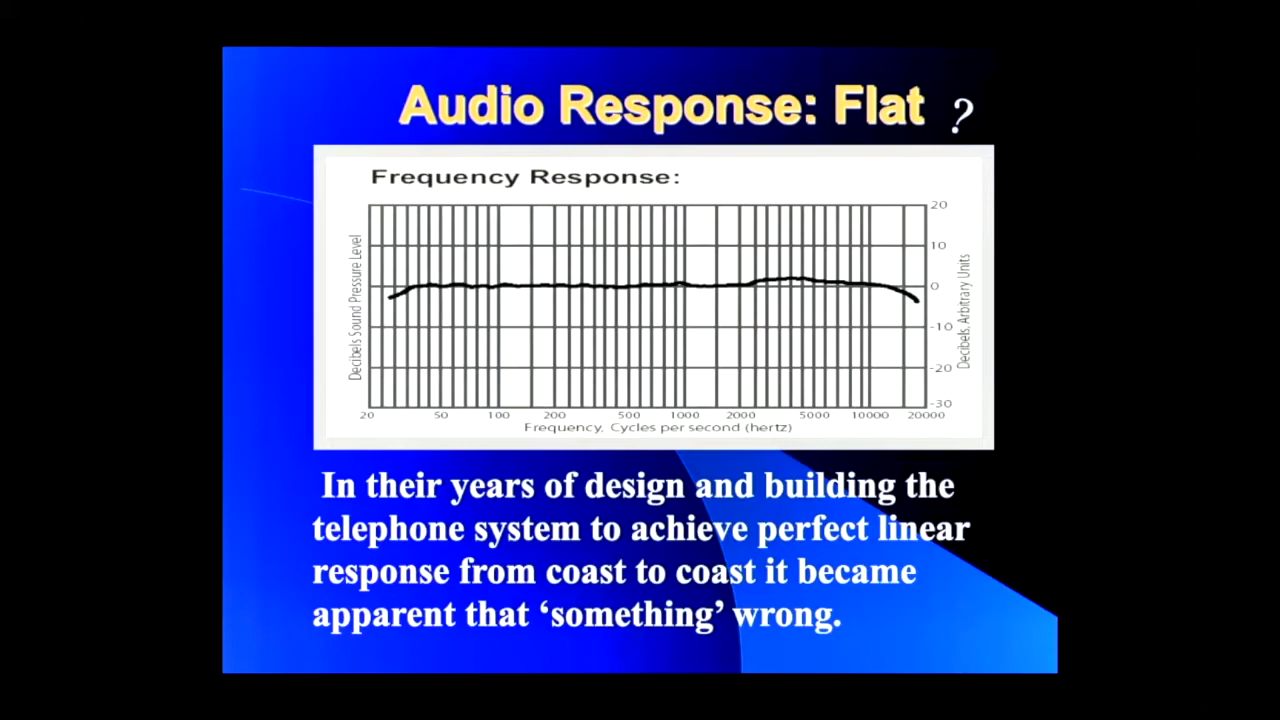 Audio Response: Flat ?
Frequency Response:
Decibels Sound Pressure Level
20
10
0
-10
-20
-30
Decibels, Arbitrary Units
20 50 100 200 500 1000 2000 5000 10000 20000
Frequency, Cycles per second (hertz)
In their years of design and building the
telephone system to achieve perfect linear
response from coast to coast it became
apparent that ‘something’ wrong.